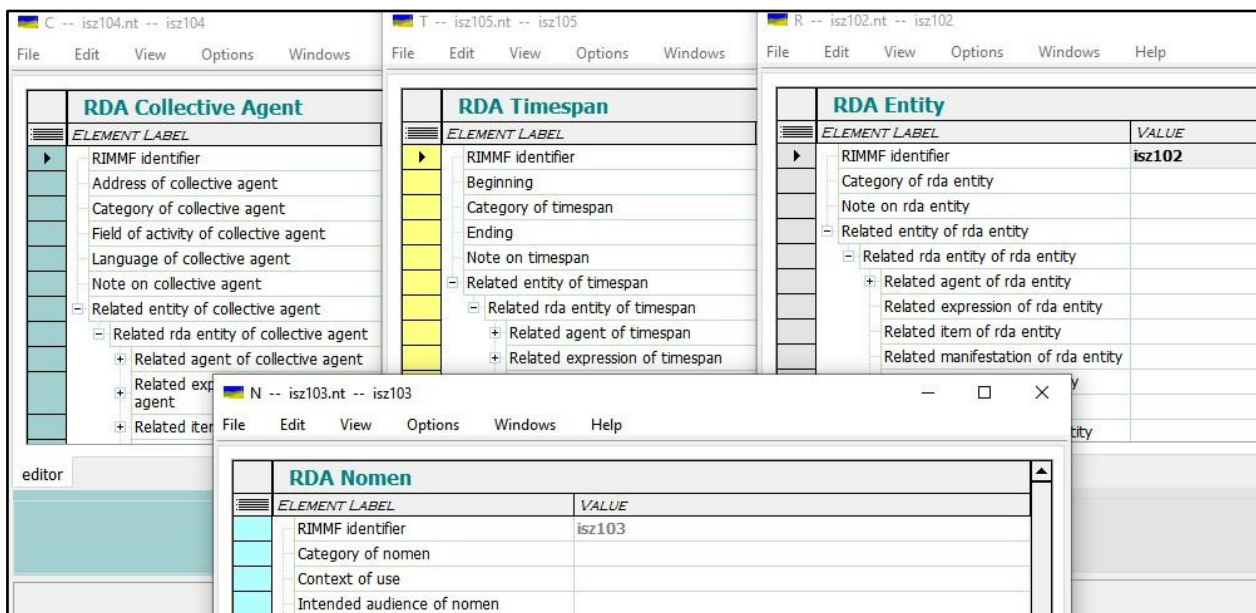 C -- isz104.nt -- isz104
File Edit View Options Windows
RDA Collective Agent
ELEMENT LABEL
RIMMF identifier
Address of collective agent
Category of collective agent
Field of activity of collective agent
Language of collective agent
Note on collective agent
Related entity of collective agent
Related rda entity of collective agent
Related agent of collective agent
Related exp
agent
Related iter
editor
T -- isz105.nt -- isz105
File Edit View Options Windows
RDA Timespan
ELEMENT LABEL
RIMMF identifier
Beginning
Category of timespan
Ending
Note on timespan
Related entity of timespan
Related rda entity of timespan
Related agent of timespan
Related expression of timespan
R -- isz102.nt -- isz102
File Edit View Options Windows Help
RDA Entity
ELEMENT LABEL VALUE
RIMMF identifier isz102
Category of rda entity
Note on rda entity
Related entity of rda entity
Related rda entity of rda entity
Related agent of rda entity
Related expression of rda entity
Related item of rda entity
Related manifestation of rda entity
N -- isz103.nt -- isz103
File Edit View Options Windows Help
RDA Nomen
ELEMENT LABEL VALUE
RIMMF identifier isz103
Category of nomen
Context of use
Intended audience of nomen